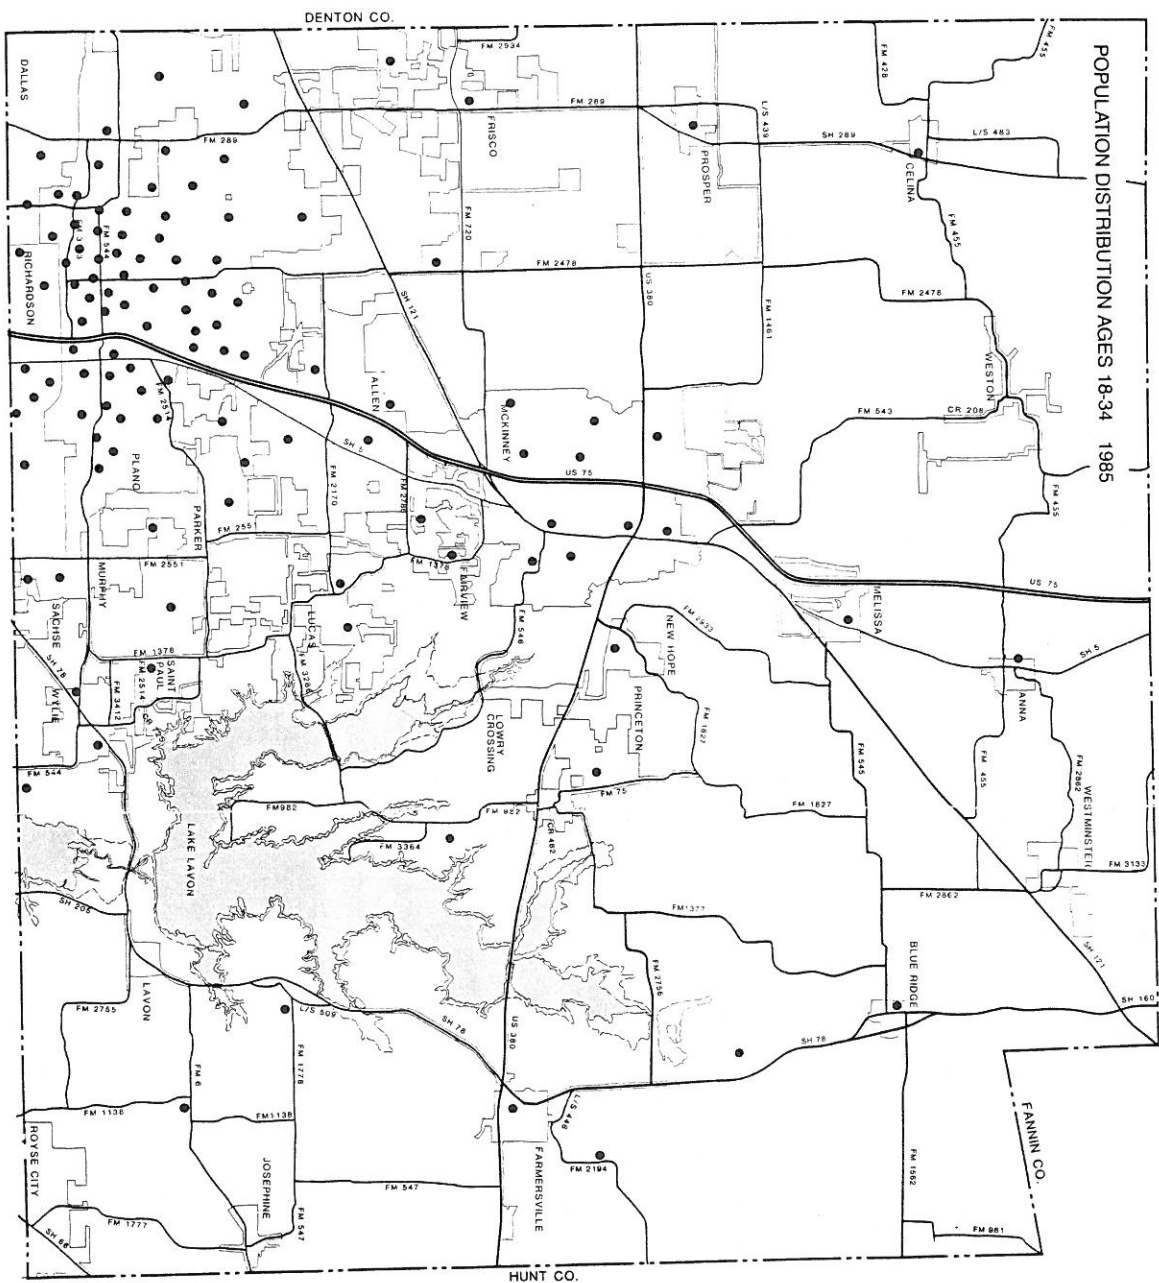 POPULATION DISTRIBUTION AGES 18-34 1985
DENTON CO.
FANNIN CO.
HUNT CO.
DALLAS
FM 2934
FM 428
FM 455
FM 289
FM 289
FRISCO
PROSPER
L/S 439
SH 289
CELINA
L/S 483
RICHARDSON
FM 544
FM 720
FM 2478
US 380
FM 455
FM 2478
SH 121
FM 1461
WESTON
ALLEN
MCKINNEY
FM 543
CR 206
FM 2514
SH 5
US 75
PLANO
FM 2170
FM 455
PARKER
FM 2551
FM 2551
FM 1378
FAIRVIEW
US 75
MURPHY
SACHSE
SH 78
LUCAS
FM 546
NEW HOPE
FM 2933
MELISSA
SH 5
ANNA
FM 1378
SAINT
PAUL
FM 2514
FM 3412
WYLIE
FM 3286
LOWRY
CROSSING
PRINCETON
FM 1827
FM 545
FM 455
FM 2862
WESTMINSTER
FM 544
FM982
FM 982
FM 75
FM 1827
CR 482
FM 3364
FM 3133
LAKE LAVON
SH 205
FM1377
FM 2862
SH 121
BLUE RIDGE
LAVON
FM 2755
L/S 509
SH 78
US 380
FM 2756
SH 78
SH 160
FM 6
FM 1778
FM 1138
FM1138
L/S 448
FM 2194
FM 1562
ROYSE CITY
JOSEPHINE
FM 547
FARMERSVILLE
FM 981
FM 1777
FM 547
SH 66